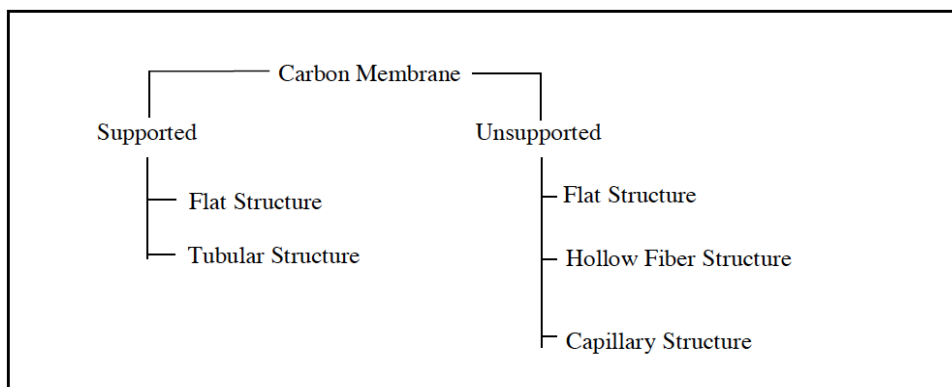 Carbon Membrane
Supported
Unsupported
Flat Structure
Tubular Structure
Flat Structure
Hollow Fiber Structure
Capillary Structure